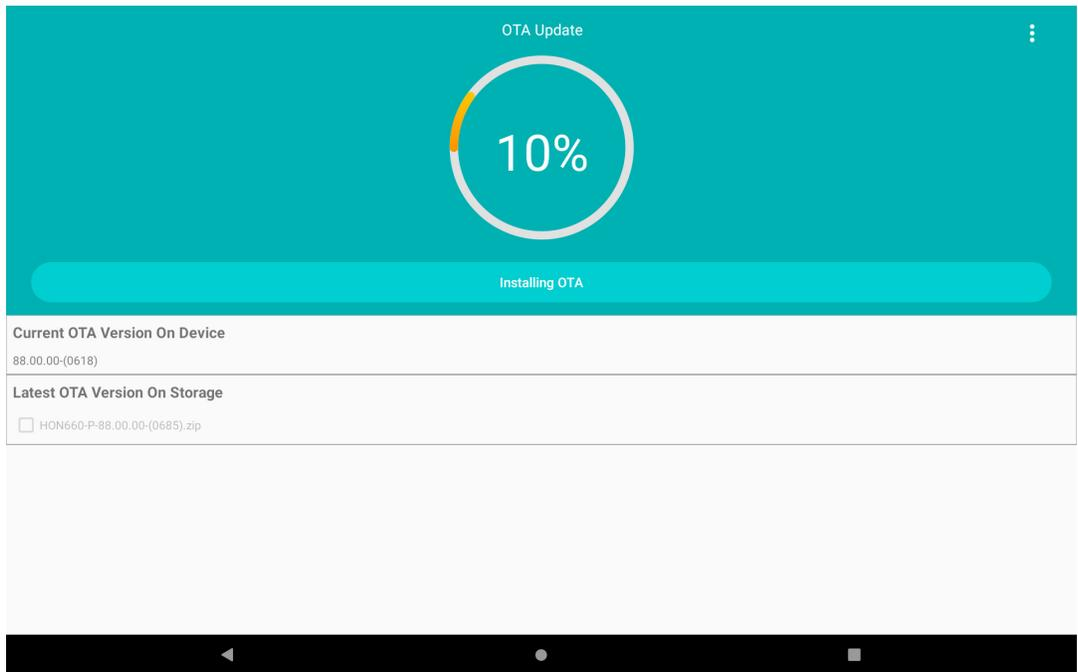 OTA Update
10%
Installing OTA
Current OTA Version On Device
88.00.00-(0618)
Latest OTA Version On Storage
HON660-P-88.00.00-(0685).zip